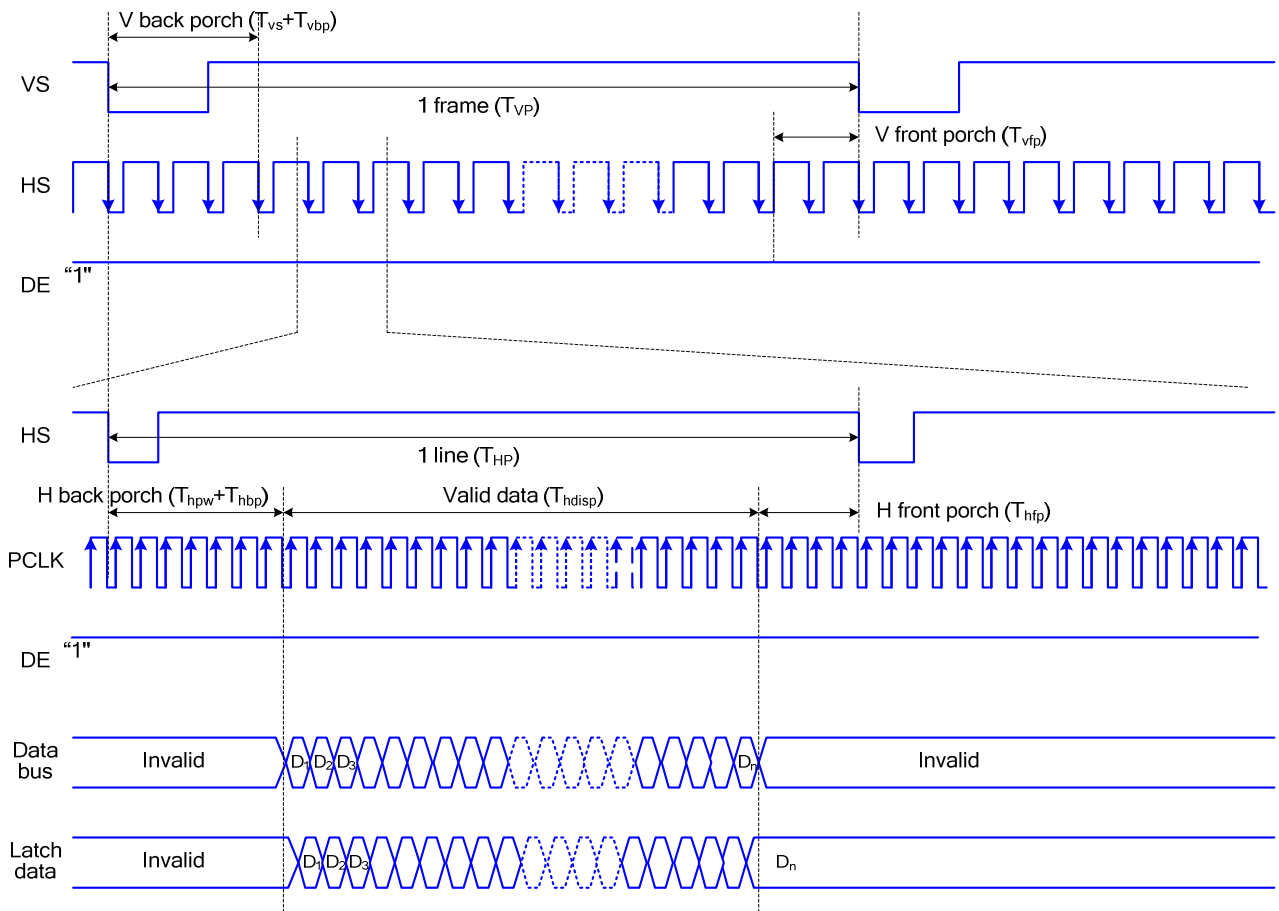 V back porch (Tvs+Tvbp)
VS
1 frame (TVP)
V front porch (Tvfp)
HS
“1"
DE
HS
1 line (THP)
H back porch (Thpw+Thbp)
Valid data (Thdisp)
H front porch (Thfp)
PCLK
“1"
DE
Data
bus
Invalid
D1 D2 D3
Dn
Invalid
Latch
data
Invalid
D1 D2 D3
Dn